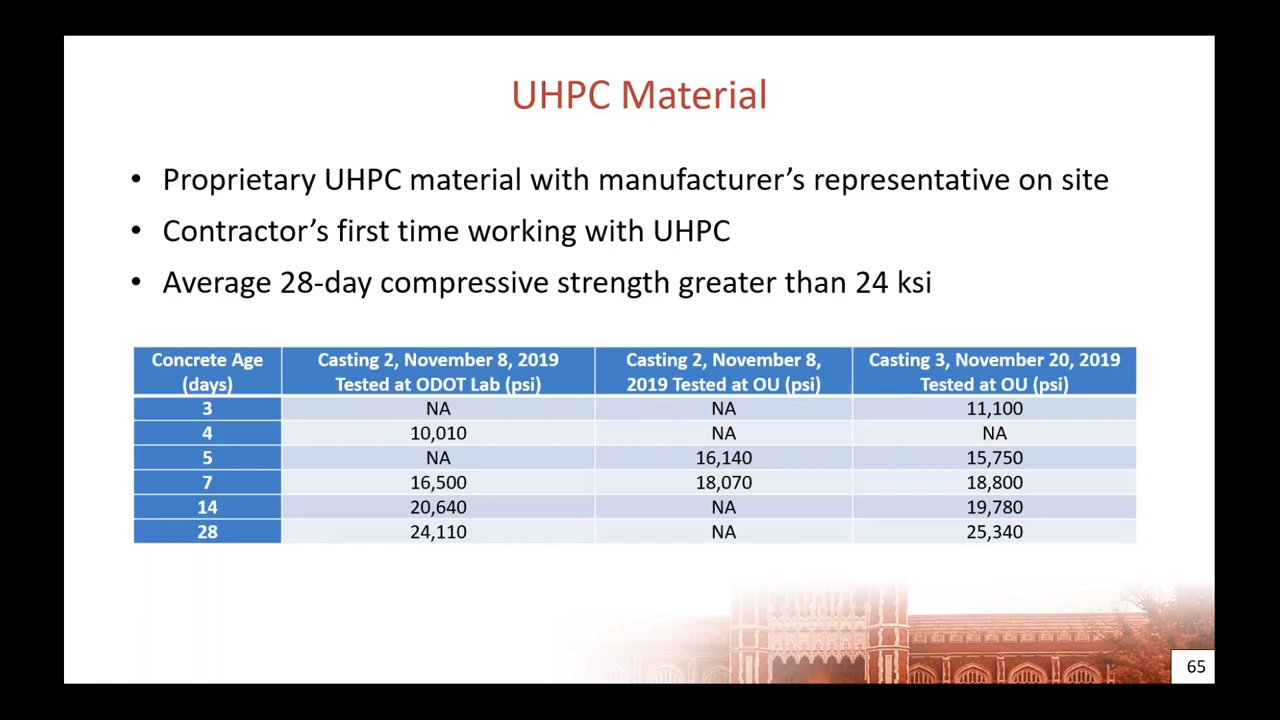 UHPC Material
• Proprietary UHPC material with manufacturer’s representative on site
• Contractor’s first time working with UHPC
• Average 28-day compressive strength greater than 24 ksi
Concrete Age (days) Casting 2, November 8, 2019 Tested at ODOT Lab (psi) Casting 2, November 8, 2019 Tested at OU (psi) Casting 3, November 20, 2019 Tested at OU (psi)
3 NA NA 11,100
4 10,010 NA NA
5 NA 16,140 15,750
7 16,500 18,070 18,800
14 20,640 NA 19,780
28 24,110 NA 25,340
65